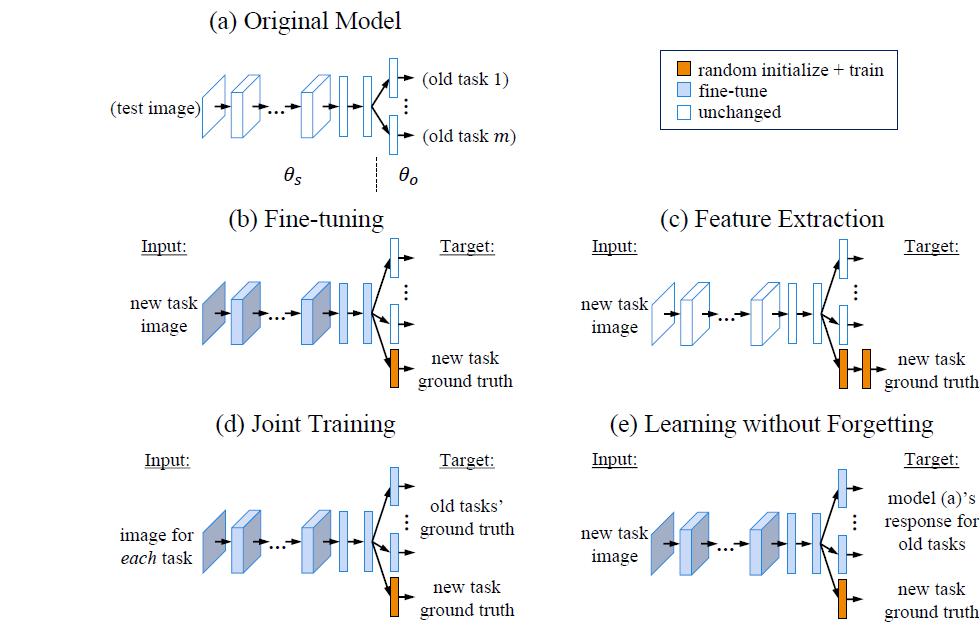 (a) Original Model
(test image)
...
(old task 1)
(old task m)
θs
θo
random initialize + train
fine-tune
unchanged
(b) Fine-tuning
Input:
Target:
new task
image
...
new task
ground truth
(c) Feature Extraction
Input:
Target:
new task
image
...
new task
ground truth
(d) Joint Training
Input:
Target:
image for
each task
...
old tasks’
ground truth
new task
ground truth
(e) Learning without Forgetting
Input:
Target:
new task
image
...
model (a)’s
response for
old tasks
new task
ground truth